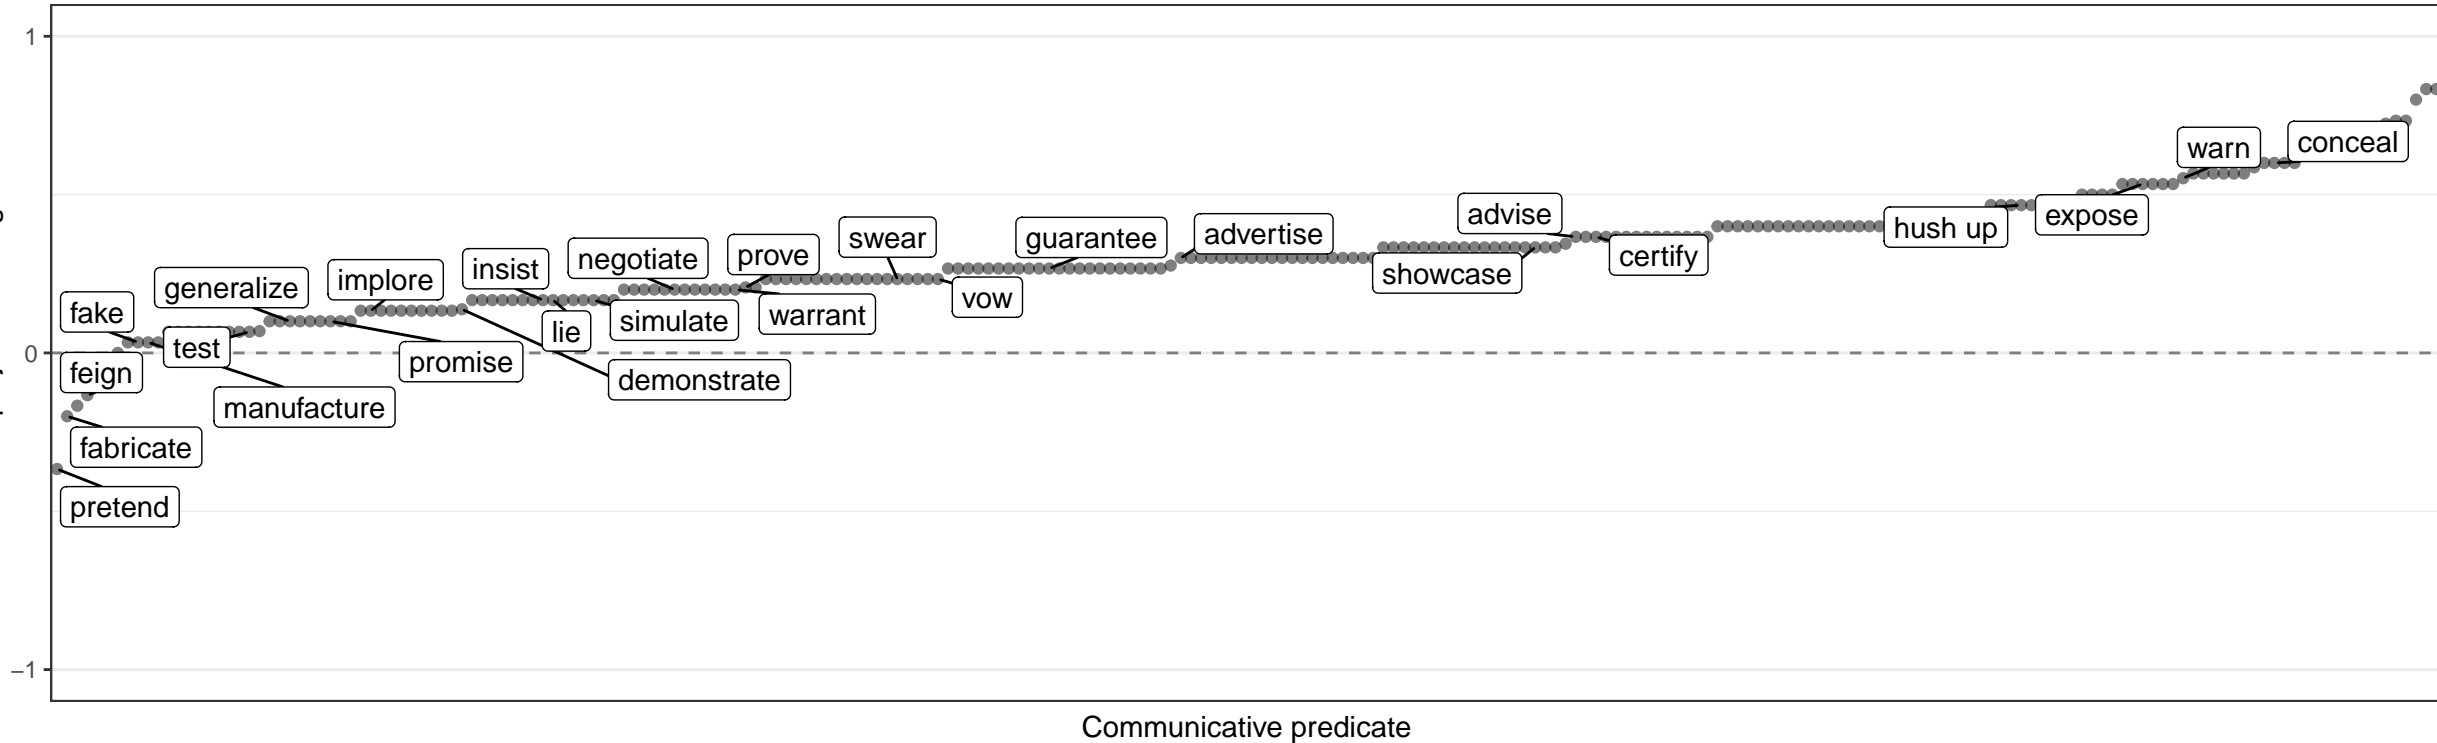 1
conceal
warn
advise
expose
hush up
guarantee
advertise
swear
certify
negotiate
prove
showcase
insist
implore
vow
generalize
fake
simulate
warrant
lie
test
0
promise
feign
demonstrate
manufacture
fabricate
pretend
−1
Communicative predicate